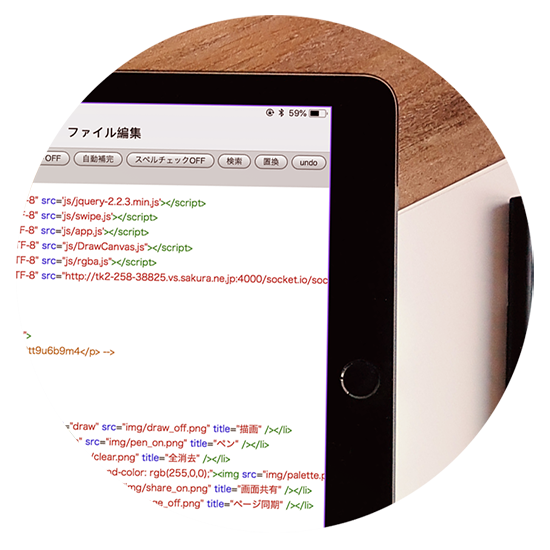 59%
ファイル編集
OFF 自動補完 スペルチェックOFF 検索 置換 undo
-8" src='js/jquery-2.2.3.min.js'></script>
F-8" src='js/swipe.js'></script>
F-8" src='js/app.js'></script>
TF-8" src="js/DrawCanvas.js"></script>
TF-8" src="js/rgba.js"></script>
TF-8" src="http://tk2-258-38825.vs.sakura.ne.jp:4000/socket.io/soc
">
tt9u6b9m4</p> -->
="draw" src="img/draw_off.png" title="描画" /></li>
" src="img/pen_on.png" title="ペン" /></li>
/clear.png" title="全消去" /></li>
nd-color: rgb(255,0,0);"><img src="img/palette.p
="img/share_on.png" title="画面共有" /></li>
ge_off.png" title="ページ同期" /></li>